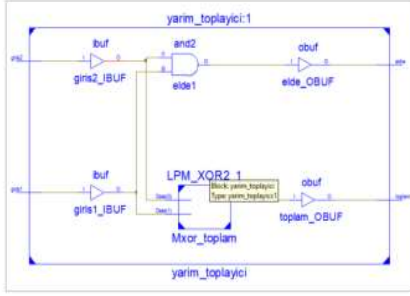 yarim_toplayici:1
ibuf
and2
obuf
giris2_IBUF
elde1
elde_OBUF
ibuf
LPM_XOR2_1
Block: yarim_toplayici
Type: yarim_toplayici:1
obuf
giris1_IBUF
toplam_OBUF
Mxor_toplam
yarim_toplayici